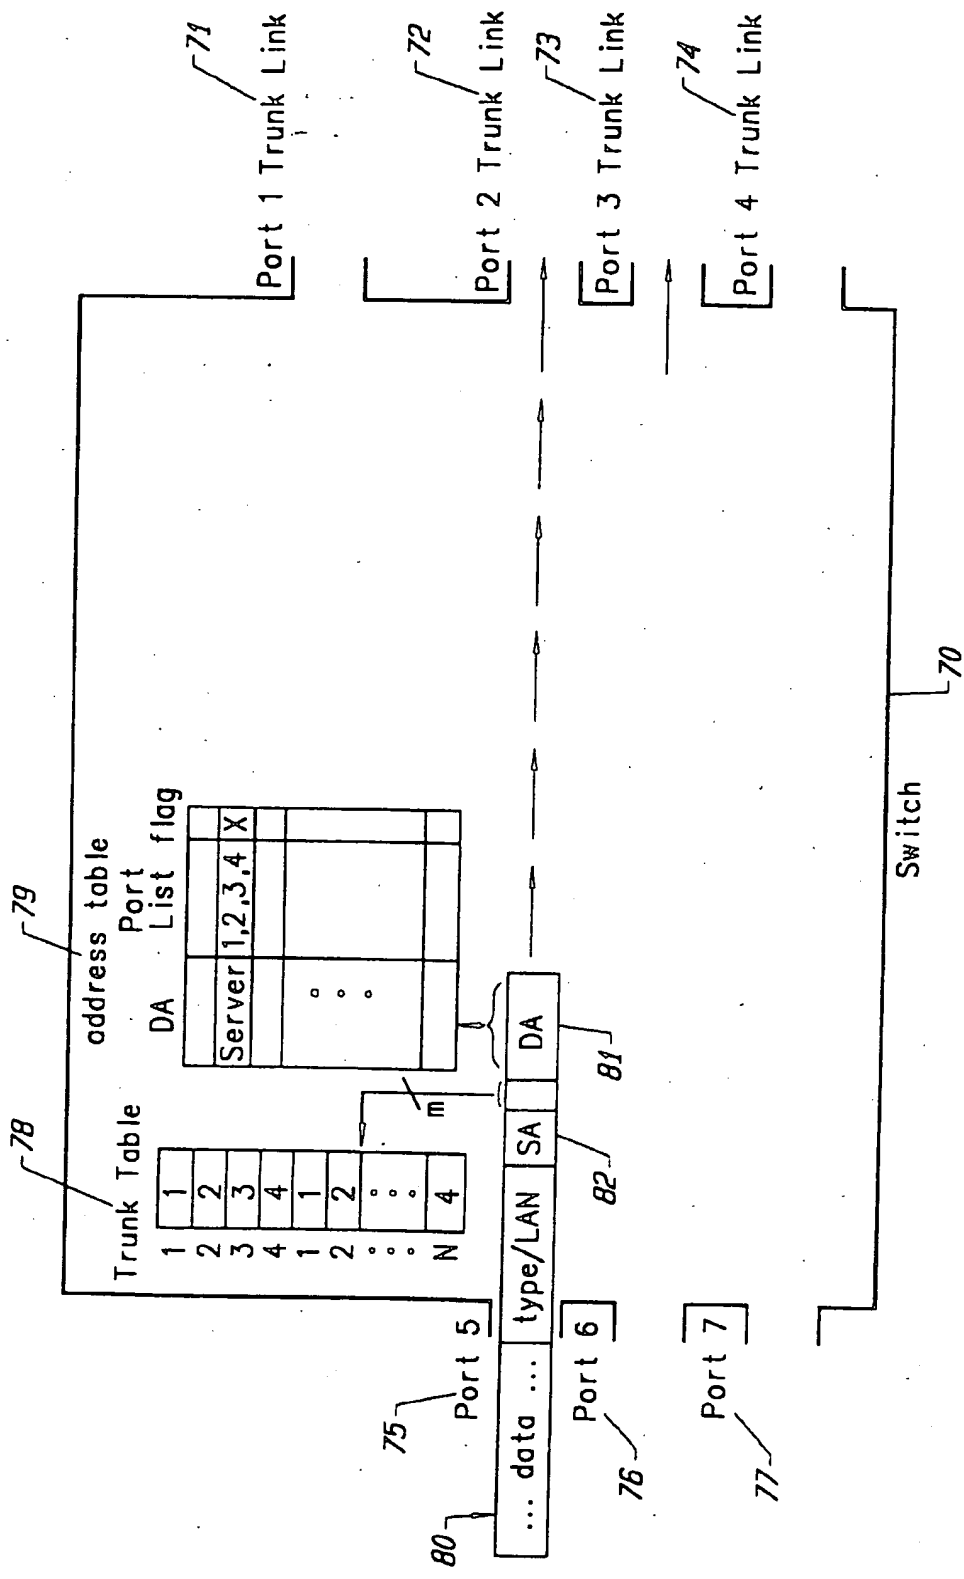 79
78
address table
Trunk Table
DA
Port
List
flag
1 1
2 2
3 3
4 4
1 1
2 2
N 4
Server 1,2,3,4 X
m
Port 1 Trunk Link
71
Port 2 Trunk Link
72
Port 3 Trunk Link
73
Port 4 Trunk Link
74
75
Port 5
80
... data ... type/LAN SA DA
82
81
Port 6
76
Port 7
77
Switch
70